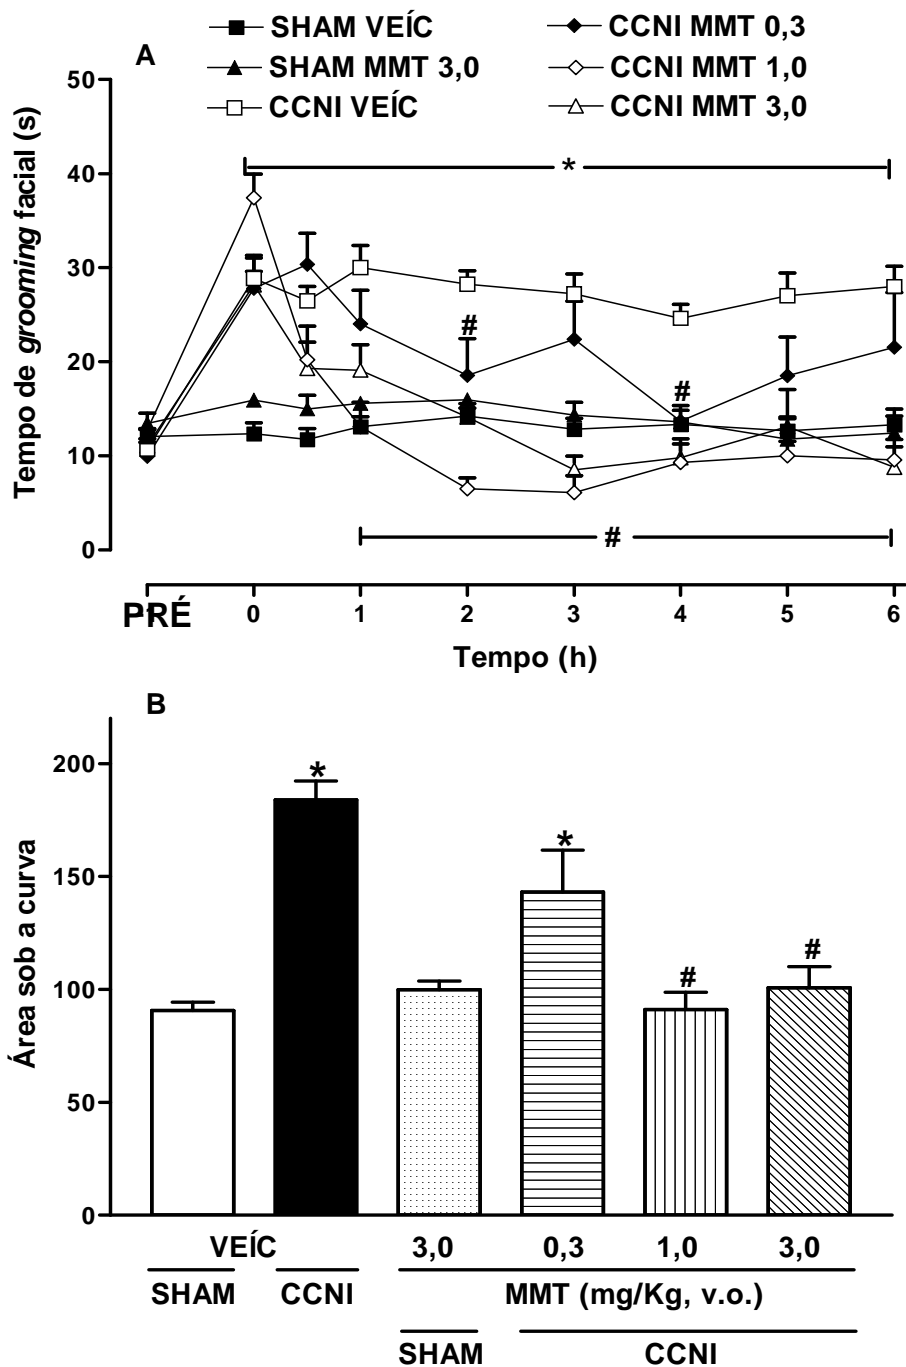 A
SHAM VEÍC
CCNI MMT 0,3
SHAM MMT 3,0
CCNI MMT 1,0
CCNI VEÍC
CCNI MMT 3,0
Tempo de grooming facial (s)
50
40
30
20
10
0
*
#
#
#
PRÉ
0
1
2
3
4
5
6
Tempo (h)
B
Área sob a curva
200
150
100
50
0
*
*
#
#
VEÍC
3,0
0,3
1,0
3,0
SHAM
CCNI
MMT (mg/Kg, v.o.)
SHAM
CCNI